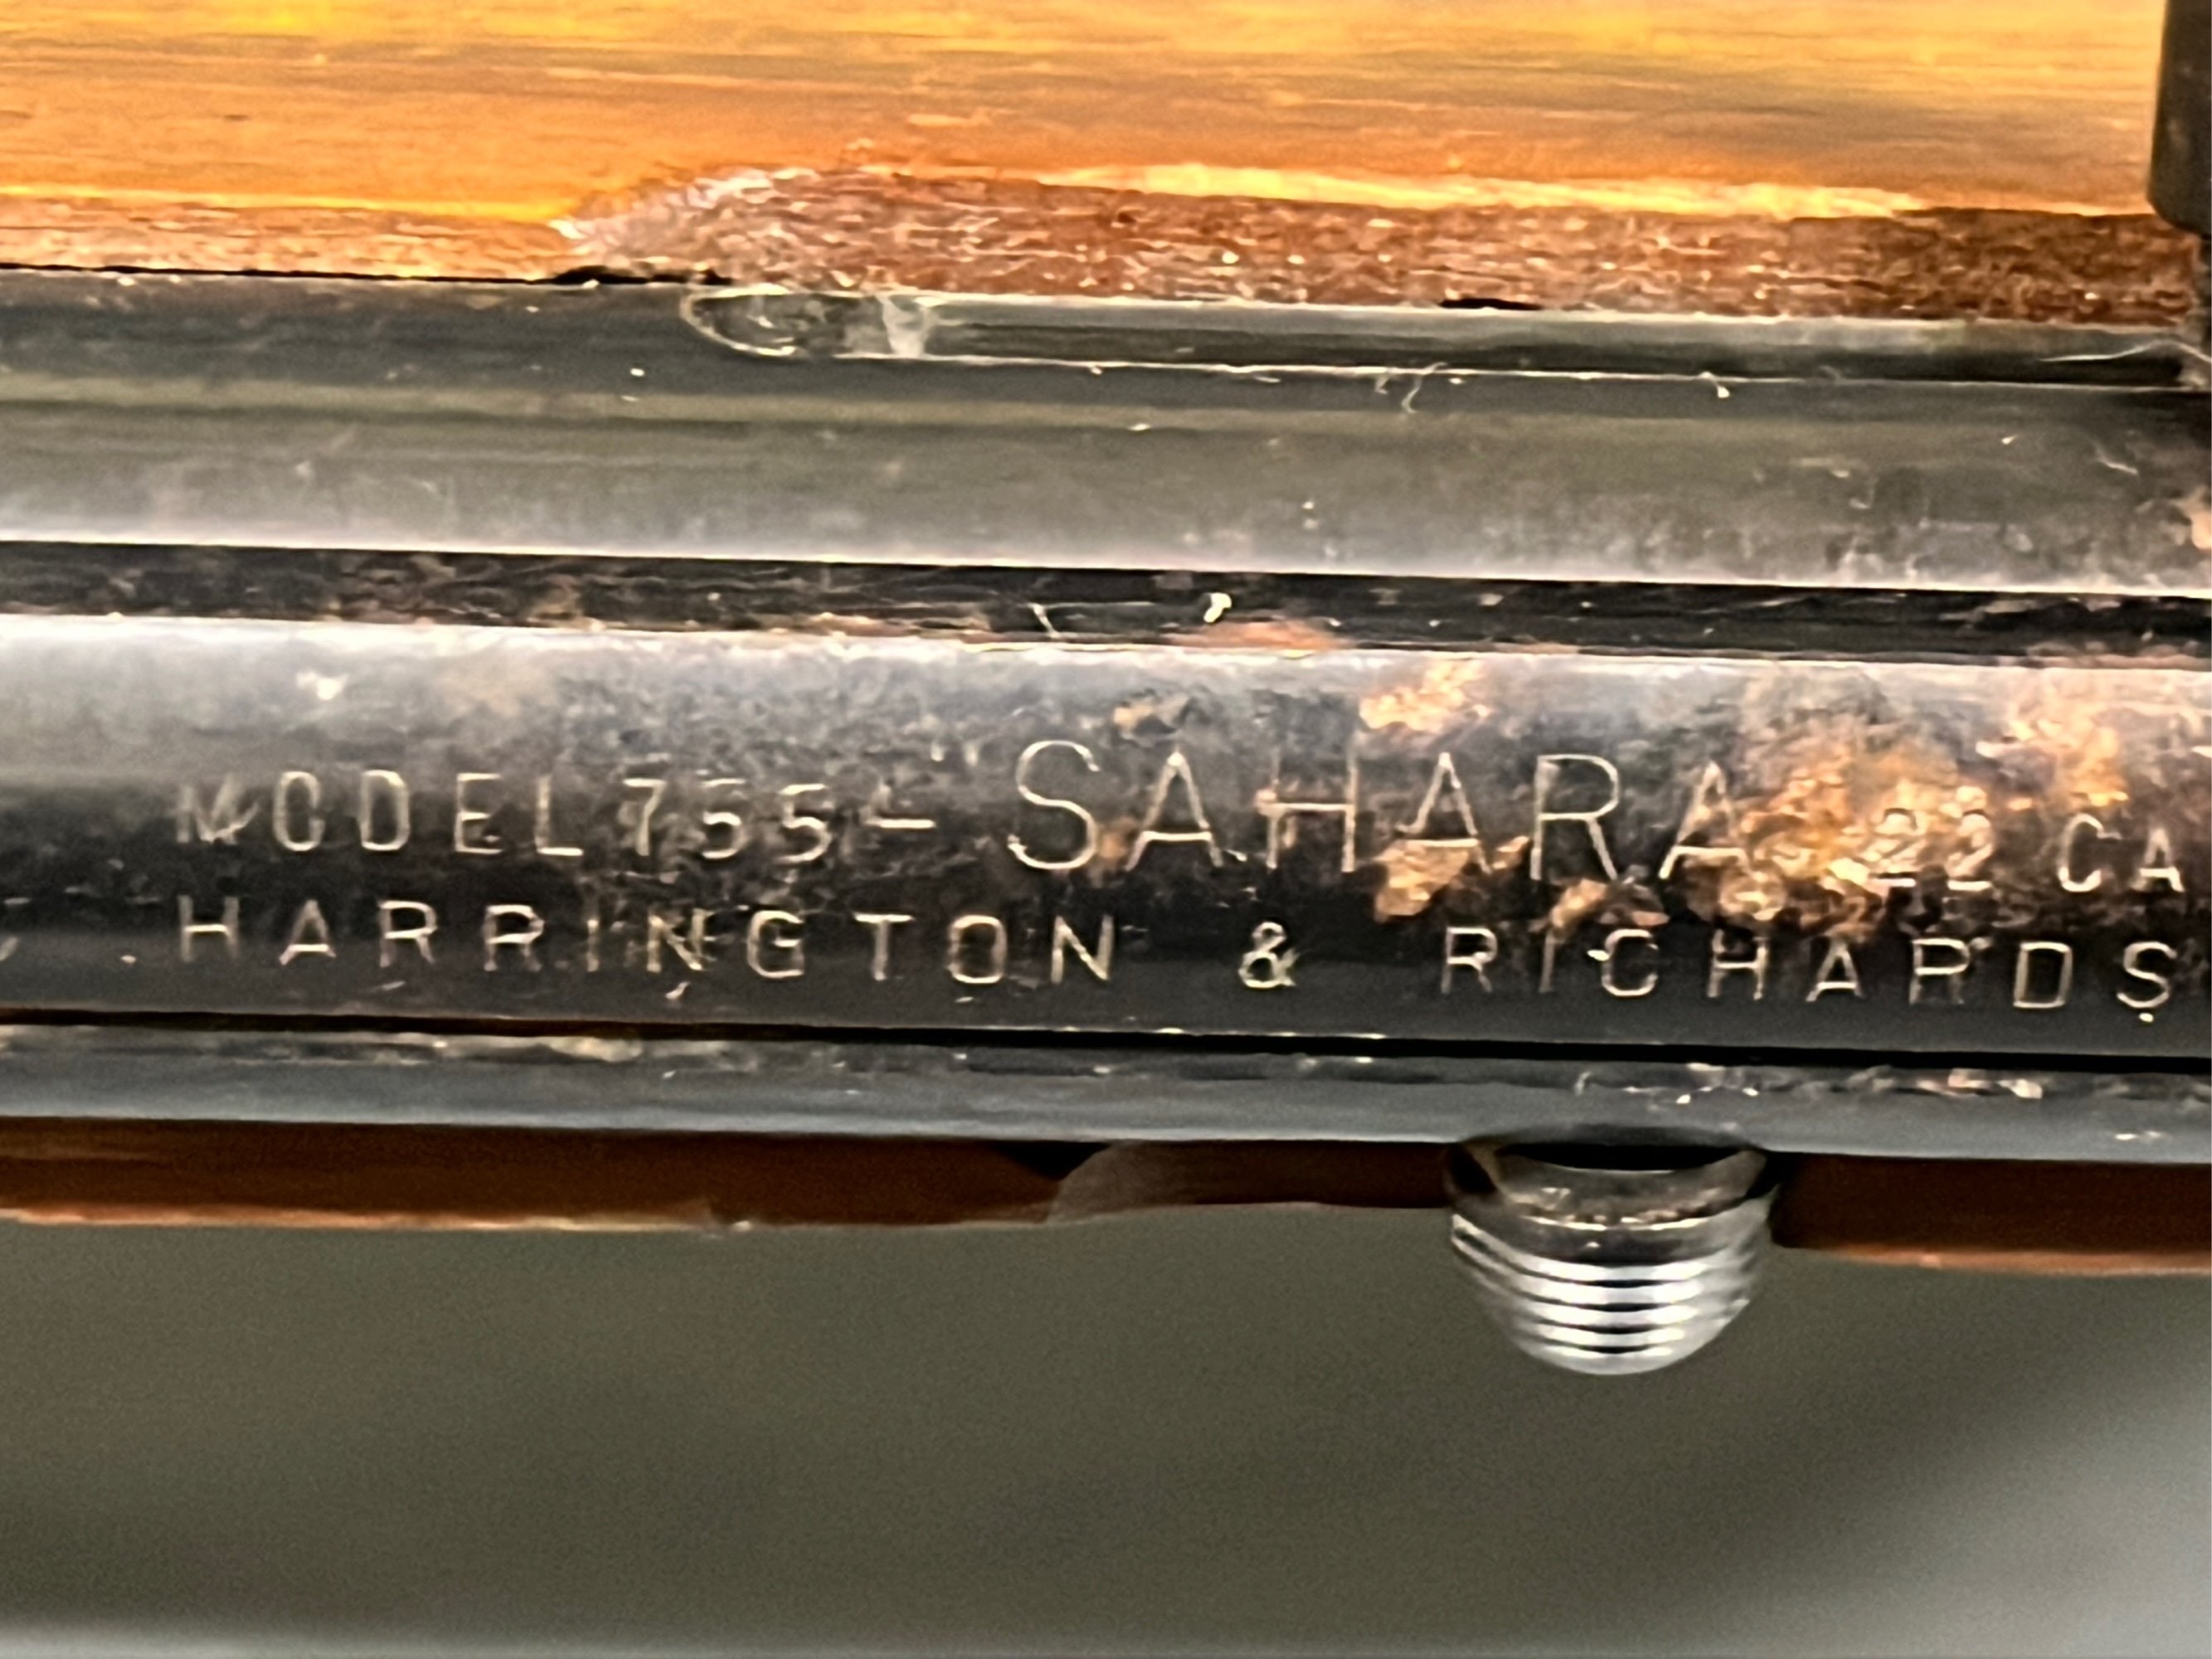 MODEL 755 - SAHARA 22 CA
HARRINGTON & RICHARDS